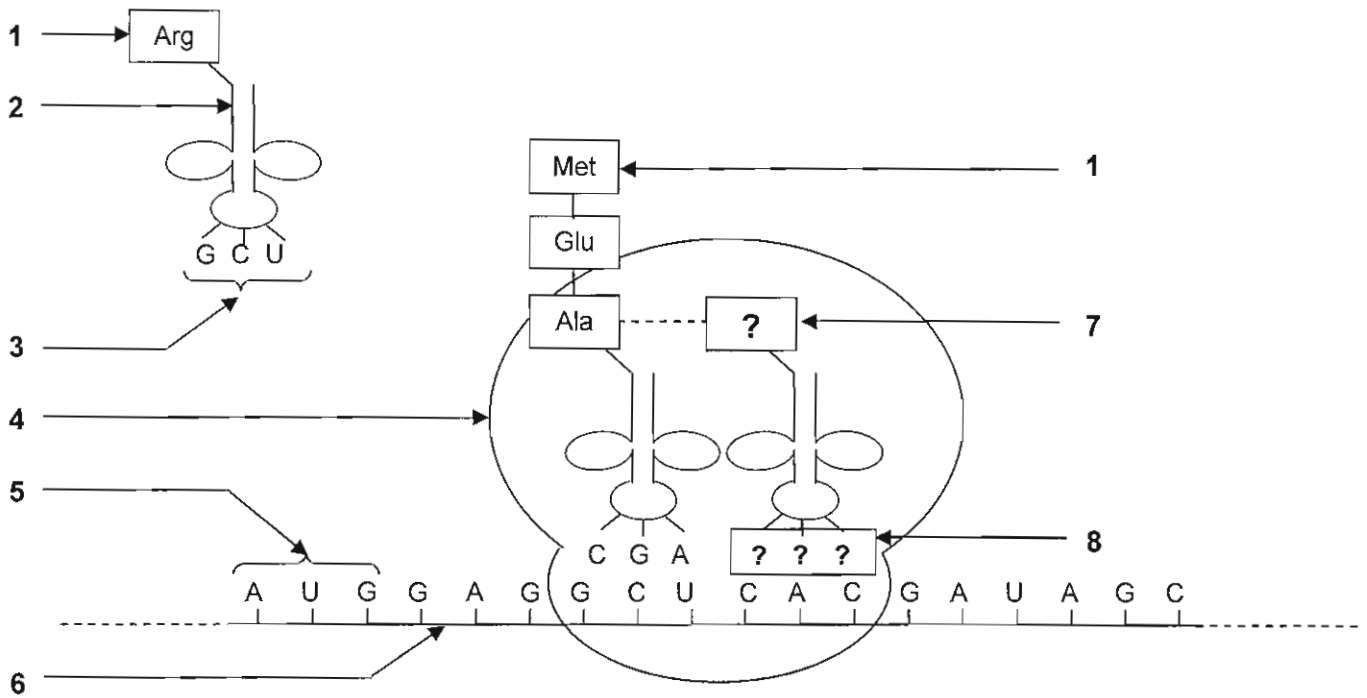 1 Arg
2
Met 1
Glu
G C U
Ala ? 7
3
4
5
C G A ? ? ? 8
A U G G A G G C U C A C G A U A G C
6